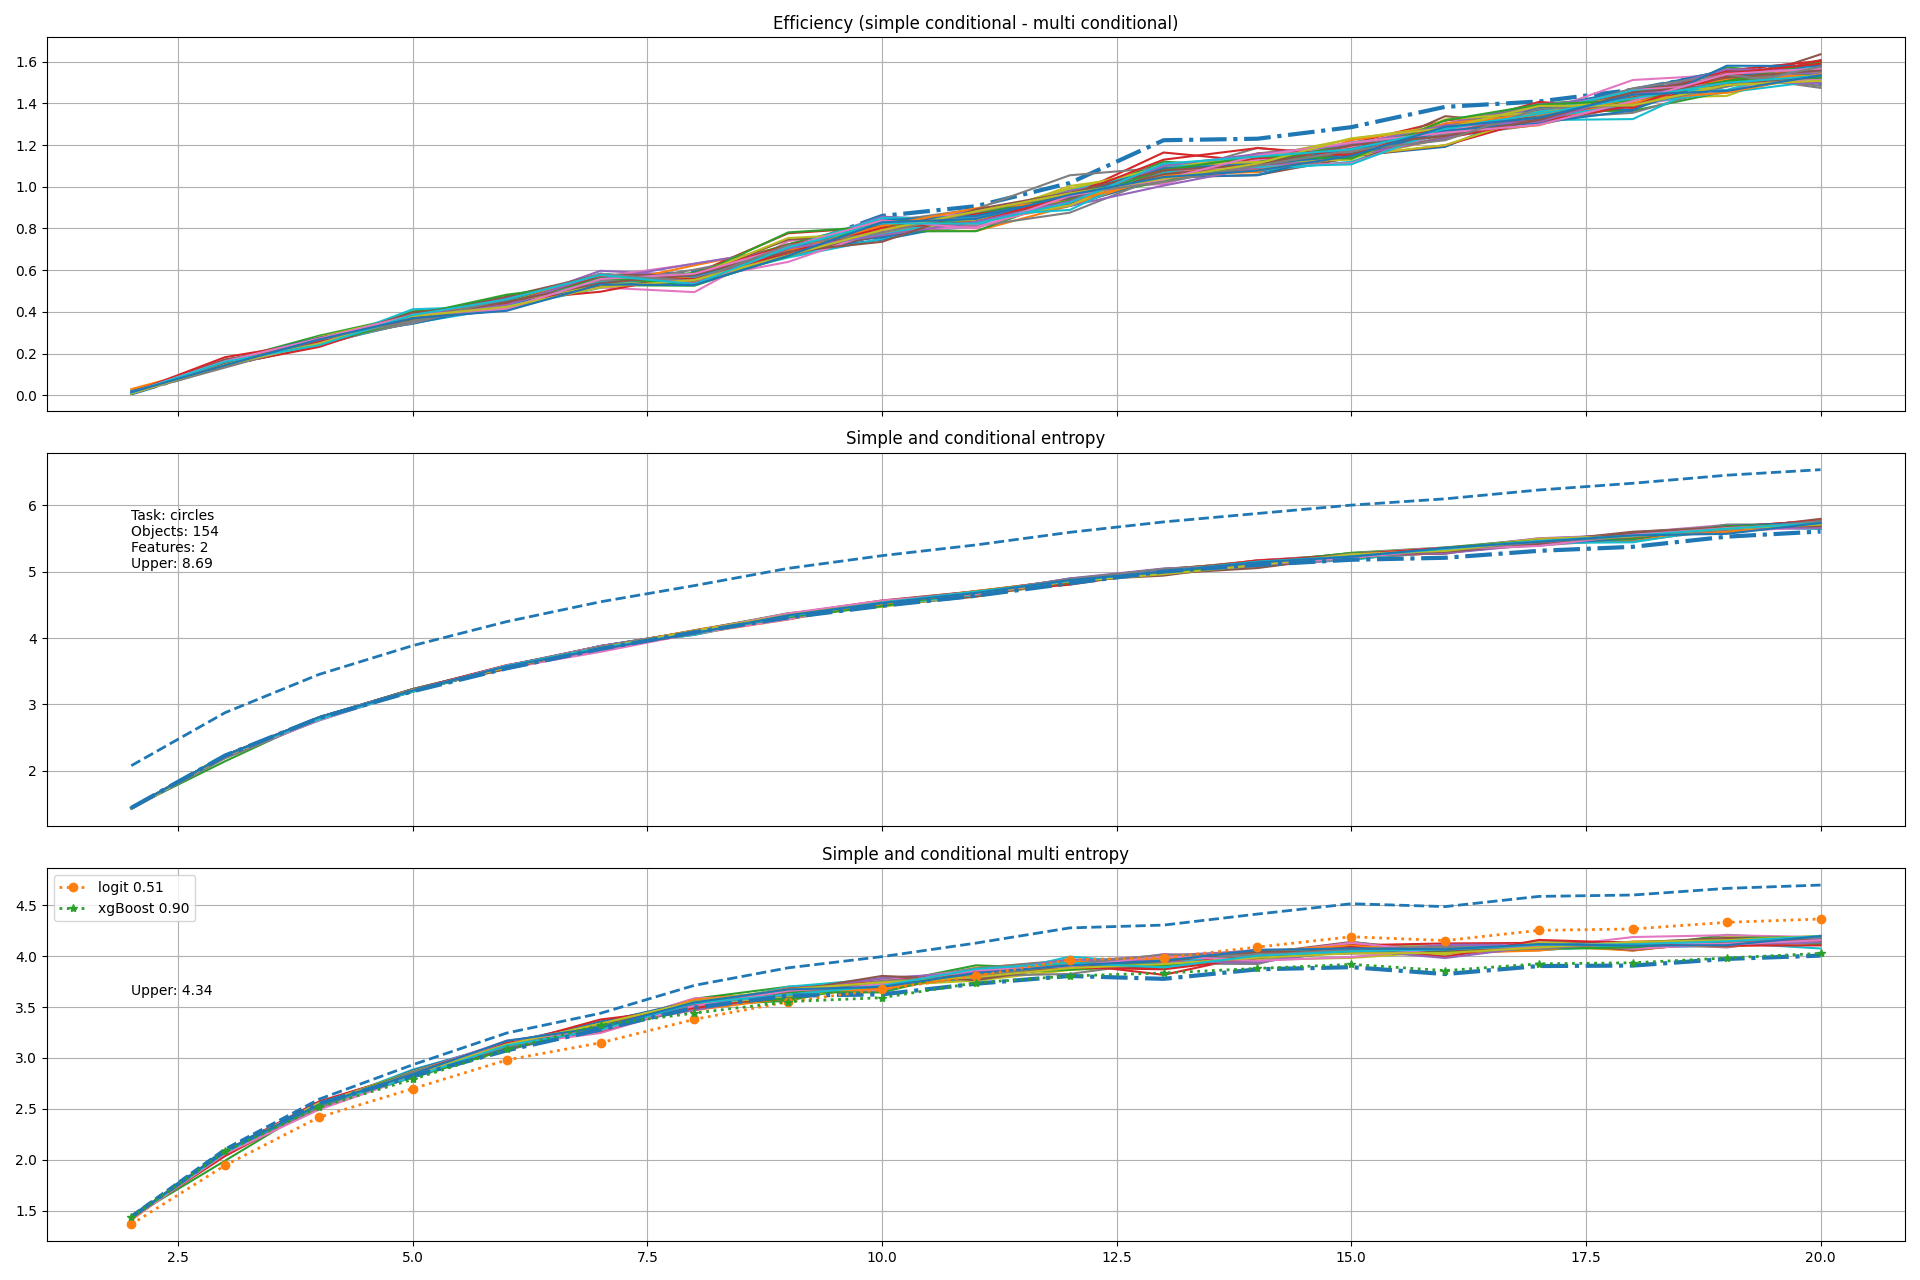 Efficiency (simple conditional - multi conditional)
1.6
1.4
1.2
1.0
0.8
0.6
0.4
0.2
0.0
Simple and conditional entropy
6
5
4
3
2
Task: circles
Objects: 154
Features: 2
Upper: 8.69
Simple and conditional multi entropy
logit 0.51
xgBoost 0.90
4.5
4.0
3.5
3.0
2.5
2.0
1.5
Upper: 4.34
2.5 5.0 7.5 10.0 12.5 15.0 17.5 20.0